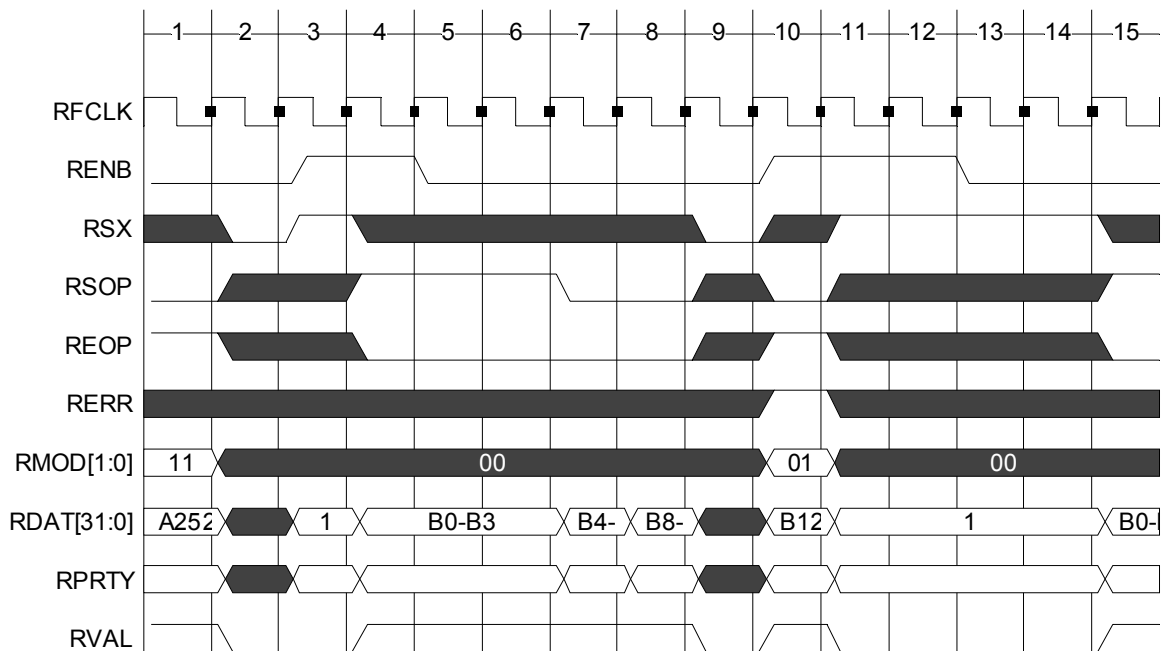 1 2 3 4 5 6 7 8 9 10 11 12 13 14 15
RFCLK
RENB
RSX
RSOP
REOP
RERR
RMOD[1:0] 11 00 01 00
RDAT[31:0] A252 1 B0-B3 B4- B8- B12 1 B0-
RPRTY
RVAL